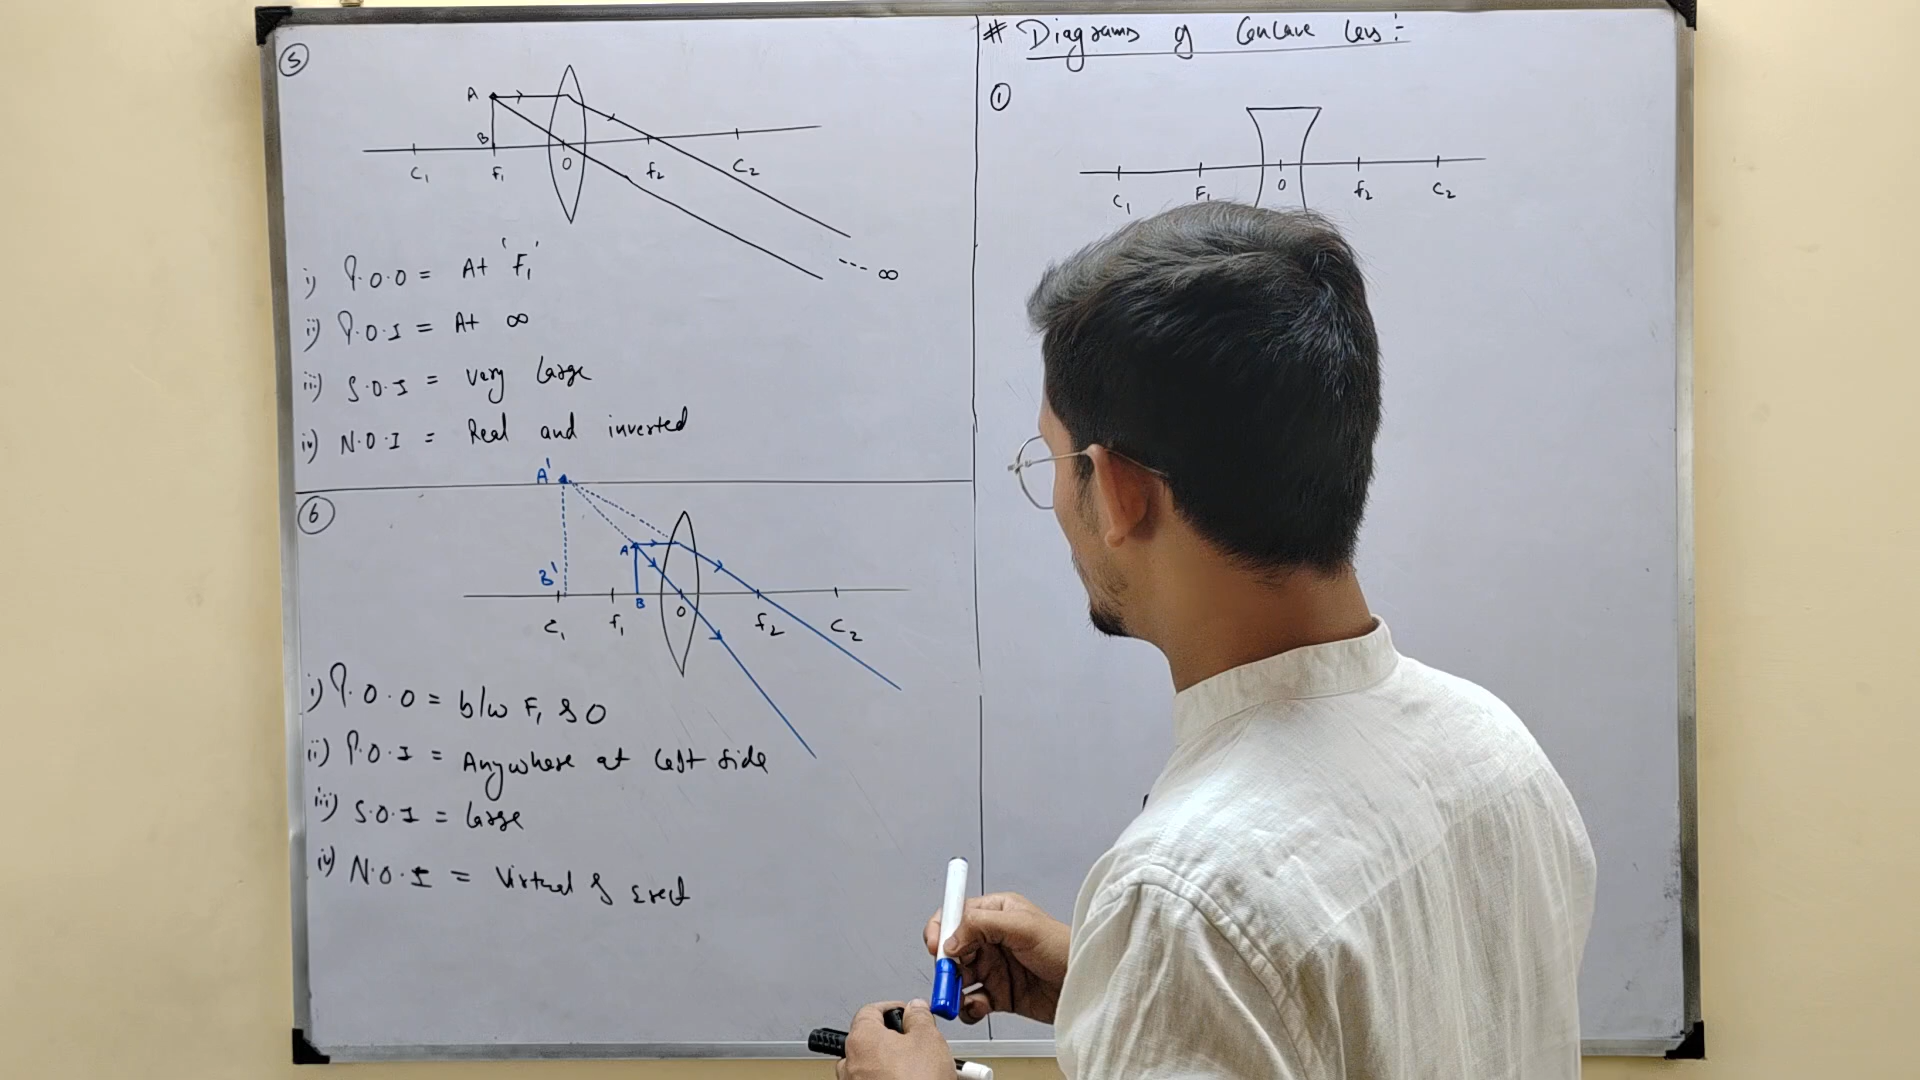 5
A
B
C₁ F₁ O f₂ C₂
--- ∞
i) P.O.O = At 'F₁'
ii) P.O.I = At ∞
iii) S.O.I = Very large
iv) N.O.I = Real and inverted
6
A'
A
B'
B
C₁ f₁ O f₂ C₂
i) P.O.O = b/w F₁ & O
ii) P.O.I = Anywhere at left side
iii) S.O.I = large
iv) N.O.I = Virtual & Erect
# Diagrams of Concave lens :-
1
C₁ F₁ O f₂ C₂